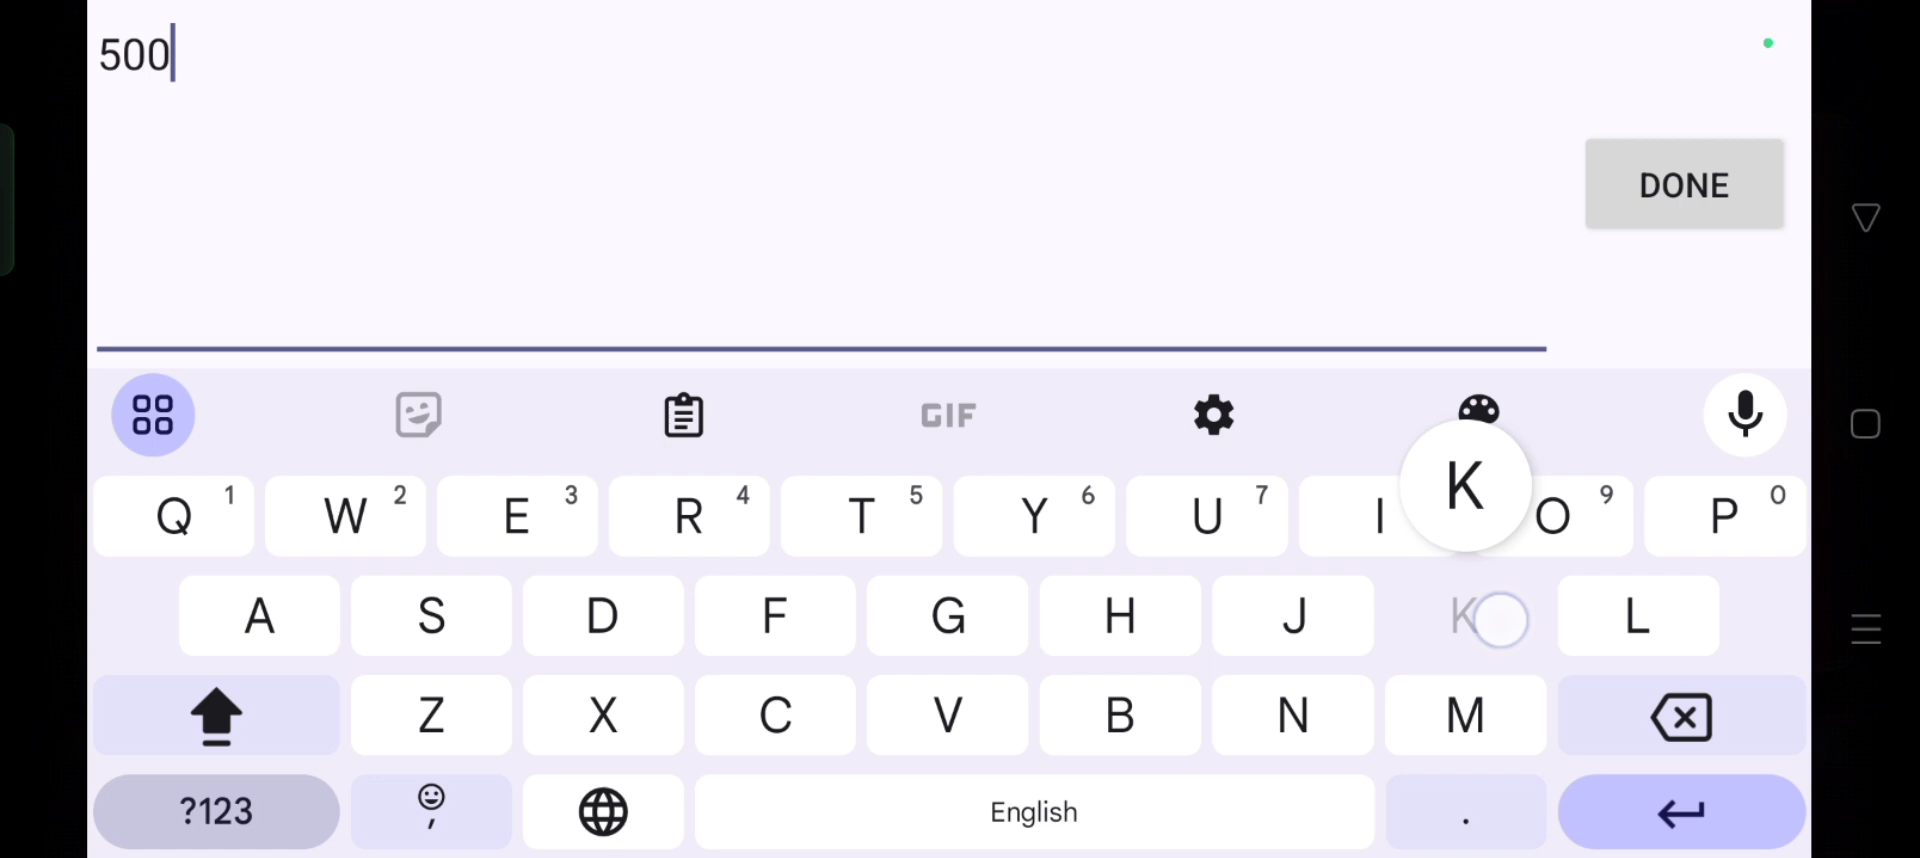 500
DONE
GIF
Q 1 W 2 E 3 R 4 T 5 Y 6 U 7 I K O 9 P 0
A S D F G H J K L
Z X C V B N M
?123 , English .